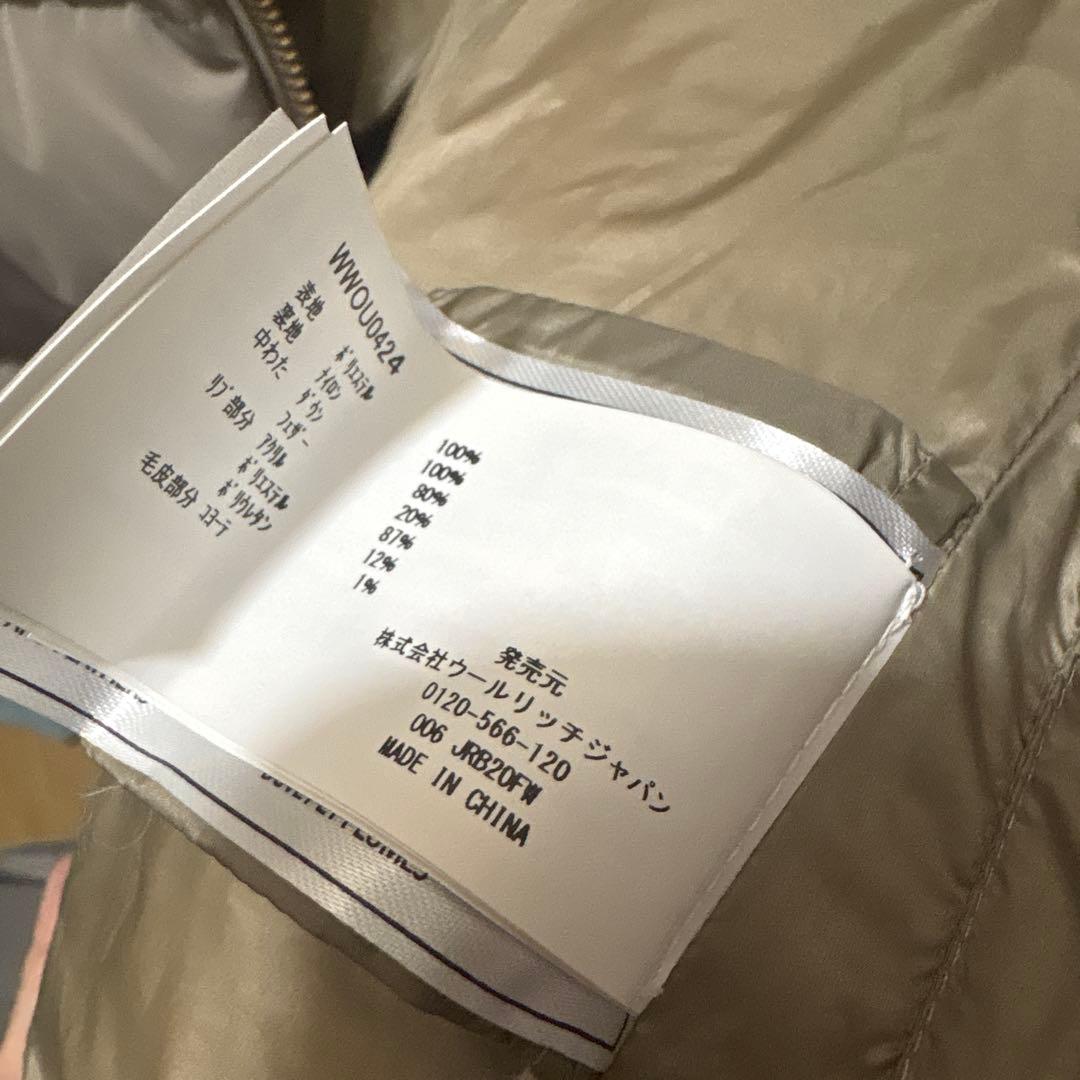 WWOU0424
表地 ﾎﾟﾘｴｽﾃﾙ 100%
裏地 ﾅｲﾛﾝ 100%
中わた ﾀﾞｳﾝ 80%
ﾌｪｻﾞｰ 20%
ﾘﾌﾞ部分 ｱｸﾘﾙ 87%
ﾎﾟﾘｴｽﾃﾙ 12%
ﾎﾟﾘｳﾚﾀﾝ 1%
毛皮部分 ｺﾖｰﾃ
発売元
株式会社ウールリッチジャパン
0120-566-120
006 JRB20FW
MADE IN CHINA